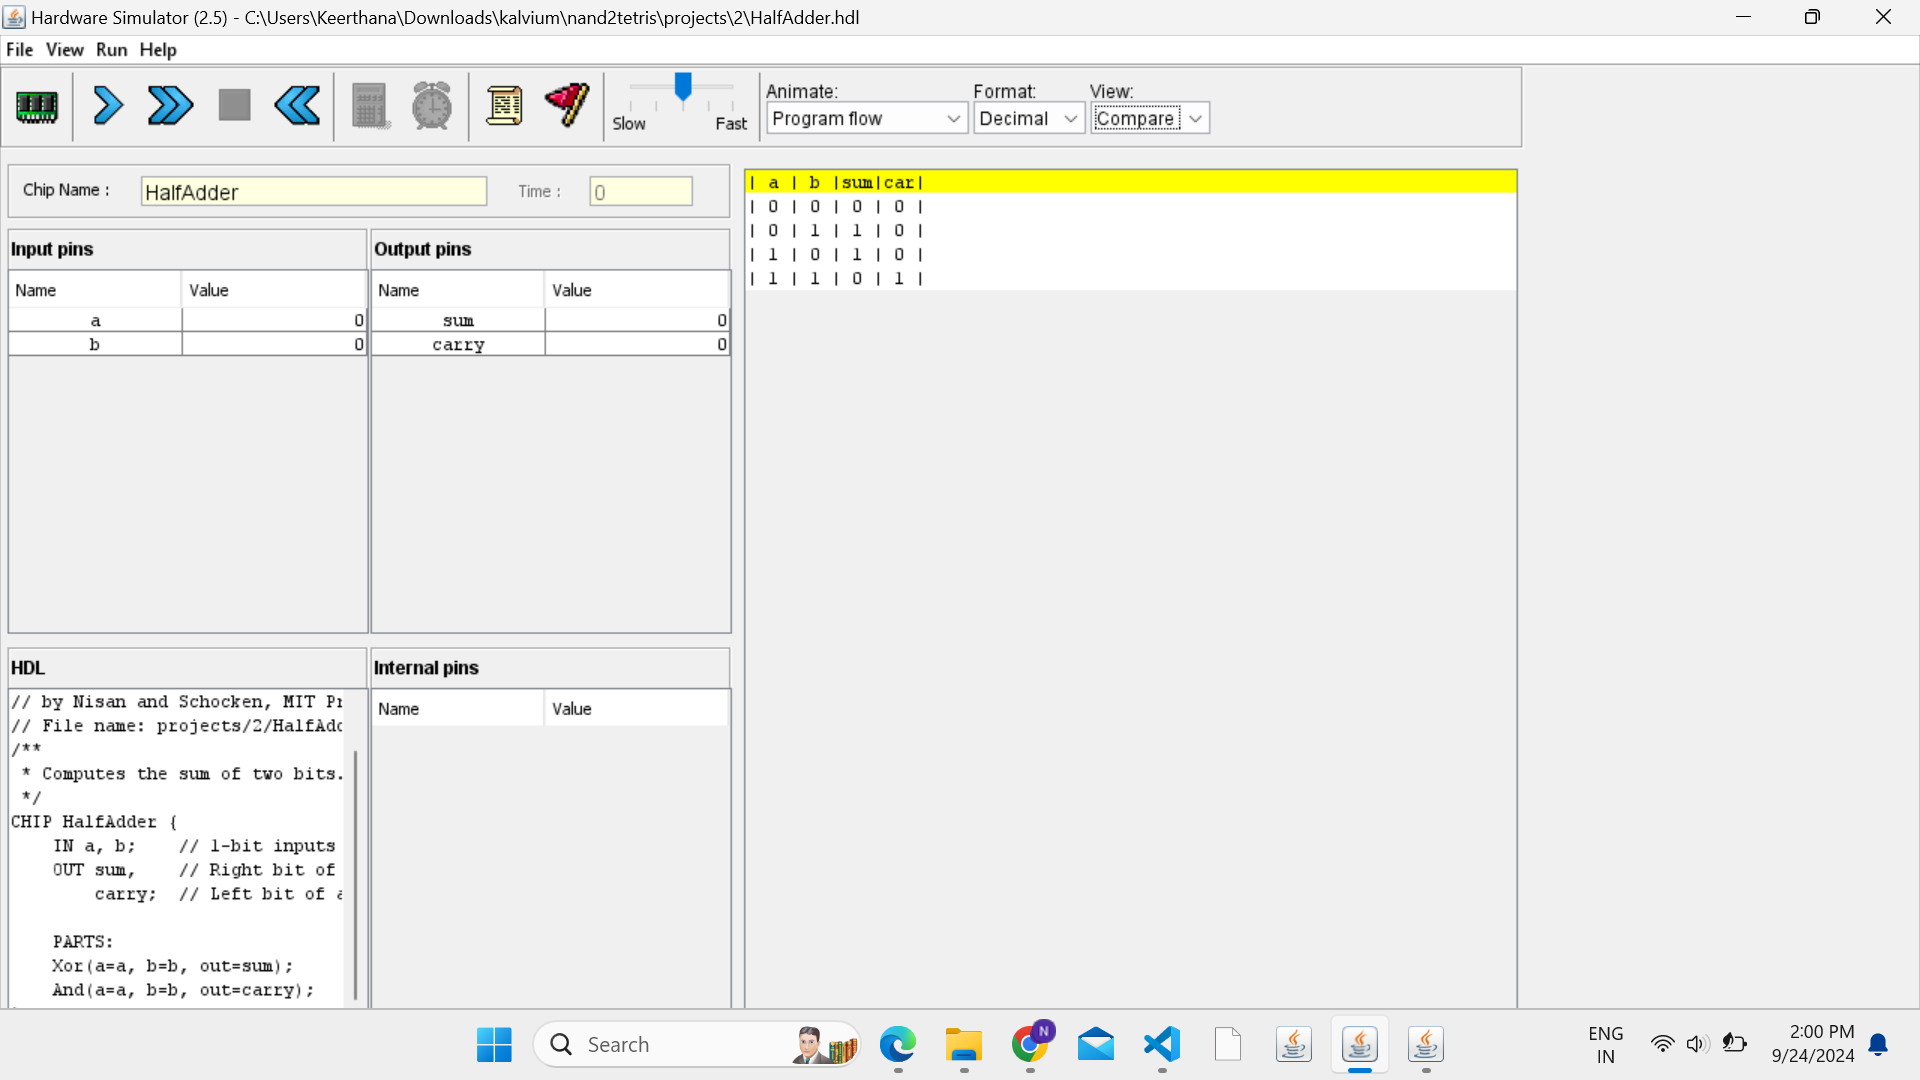 Hardware Simulator (2.5) - C:\Users\Keerthana\Downloads\kalvium\nand2tetris\projects\2\HalfAdder.hdl
File View Run Help
Slow Fast
Animate:
Program flow
Format:
Decimal
View:
Compare
Chip Name :
HalfAdder
Time :
0
Input pins
Name Value
a 0
b 0
Output pins
Name Value
sum 0
carry 0
| a | b |sum|car|
| 0 | 0 | 0 | 0 |
| 0 | 1 | 1 | 0 |
| 1 | 0 | 1 | 0 |
| 1 | 1 | 0 | 1 |
HDL
// by Nisan and Schocken, MIT Pr
// File name: projects/2/HalfAdd
/**
* Computes the sum of two bits.
*/
CHIP HalfAdder {
IN a, b; // 1-bit inputs
OUT sum, // Right bit of
carry; // Left bit of a
PARTS:
Xor(a=a, b=b, out=sum);
And(a=a, b=b, out=carry);
Internal pins
Name Value
Search
N
ENG
IN
2:00 PM
9/24/2024